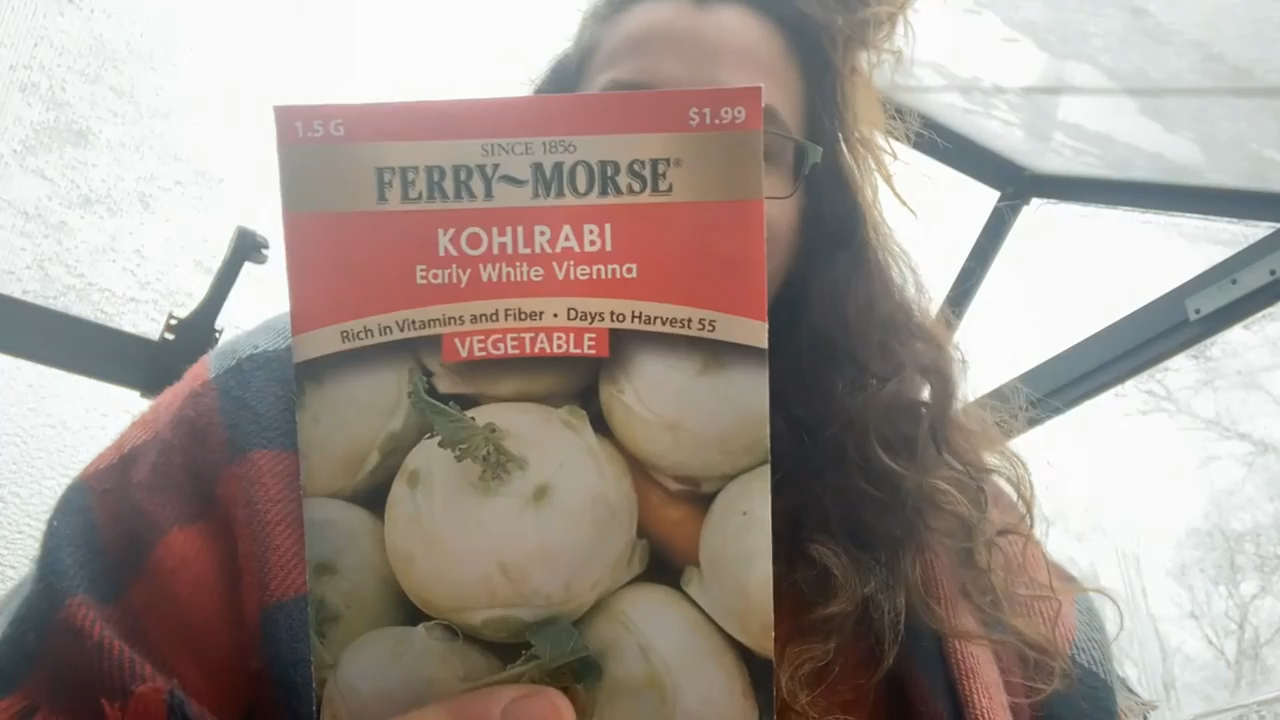 1.5 G
$1.99
SINCE 1856
FERRY~MORSE®
KOHLRABI
Early White Vienna
Rich in Vitamins and Fiber • Days to Harvest 55
VEGETABLE